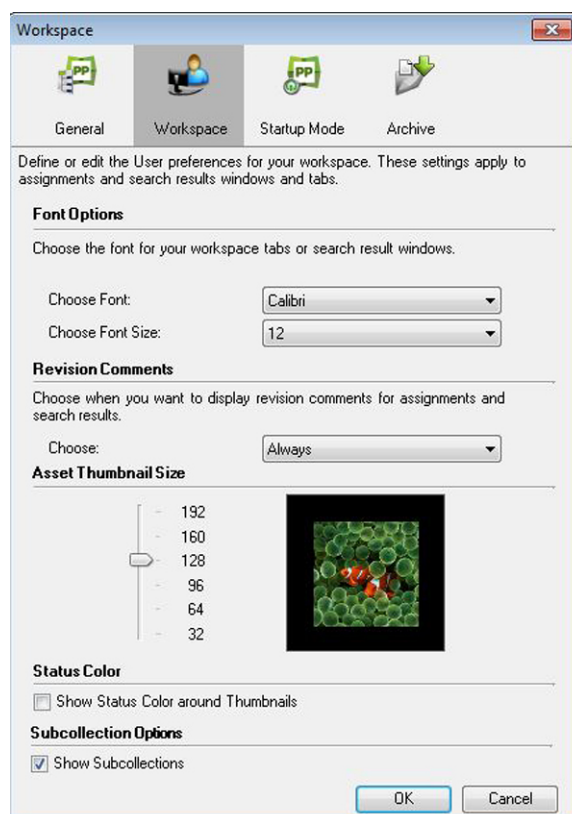 Workspace
PP
PP
General
Workspace
Startup Mode
Archive
Define or edit the User preferences for your workspace. These settings apply to
assignments and search results windows and tabs.
Font Options
Choose the font for your workspace tabs or search result windows.
Choose Font:
Calibri
Choose Font Size:
12
Revision Comments
Choose when you want to display revision comments for assignments and
search results.
Choose:
Always
Asset Thumbnail Size
192
160
128
96
64
32
Status Color
Show Status Color around Thumbnails
Subcollection Options
Show Subcollections
OK
Cancel